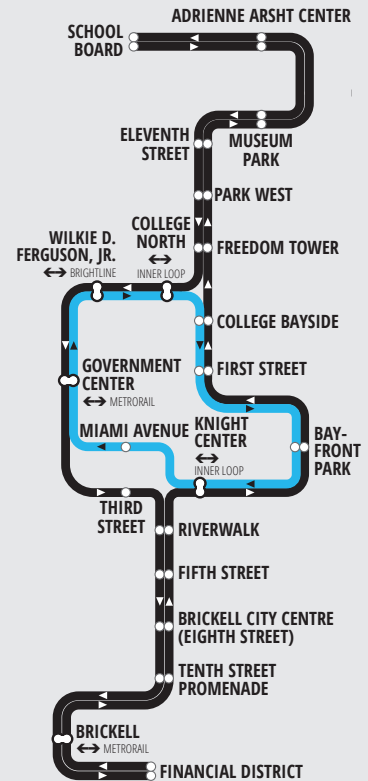 ADRIENNE ARSHT CENTER
SCHOOL
BOARD
ELEVENTH
STREET
MUSEUM
PARK
PARK WEST
COLLEGE
NORTH
↔
INNER LOOP
WILKIE D.
FERGUSON, JR.
↔ BRIGHTLINE
FREEDOM TOWER
COLLEGE BAYSIDE
GOVERNMENT
CENTER
↔ METRORAIL
FIRST STREET
MIAMI AVENUE
KNIGHT
CENTER
↔
INNER LOOP
BAY-
FRONT
PARK
THIRD
STREET
RIVERWALK
FIFTH STREET
BRICKELL CITY CENTRE
(EIGHTH STREET)
TENTH STREET
PROMENADE
BRICKELL
↔ METRORAIL
FINANCIAL DISTRICT